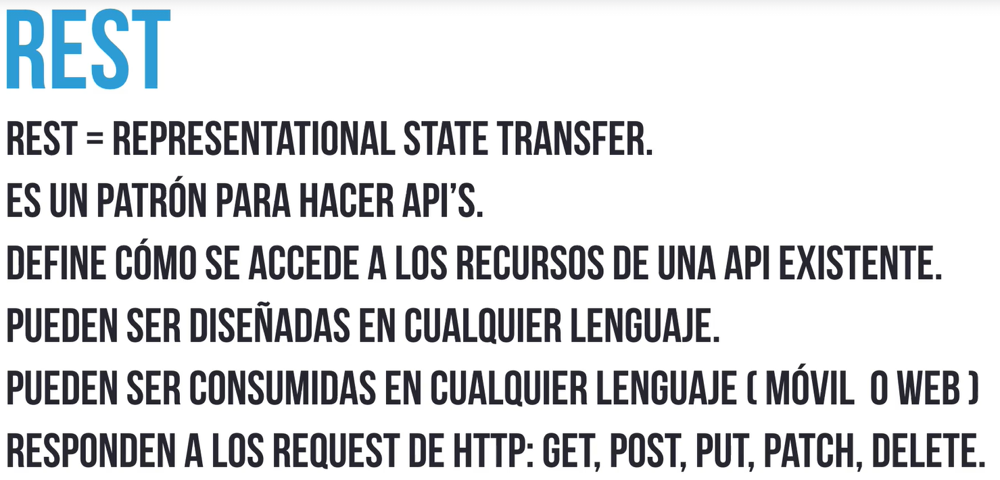 REST
REST = REPRESENTATIONAL STATE TRANSFER.
ES UN PATRÓN PARA HACER API’S.
DEFINE CÓMO SE ACCEDE A LOS RECURSOS DE UNA API EXISTENTE.
PUEDEN SER DISEÑADAS EN CUALQUIER LENGUAJE.
PUEDEN SER CONSUMIDAS EN CUALQUIER LENGUAJE ( MÓVIL O WEB )
RESPONDEN A LOS REQUEST DE HTTP: GET, POST, PUT, PATCH, DELETE.